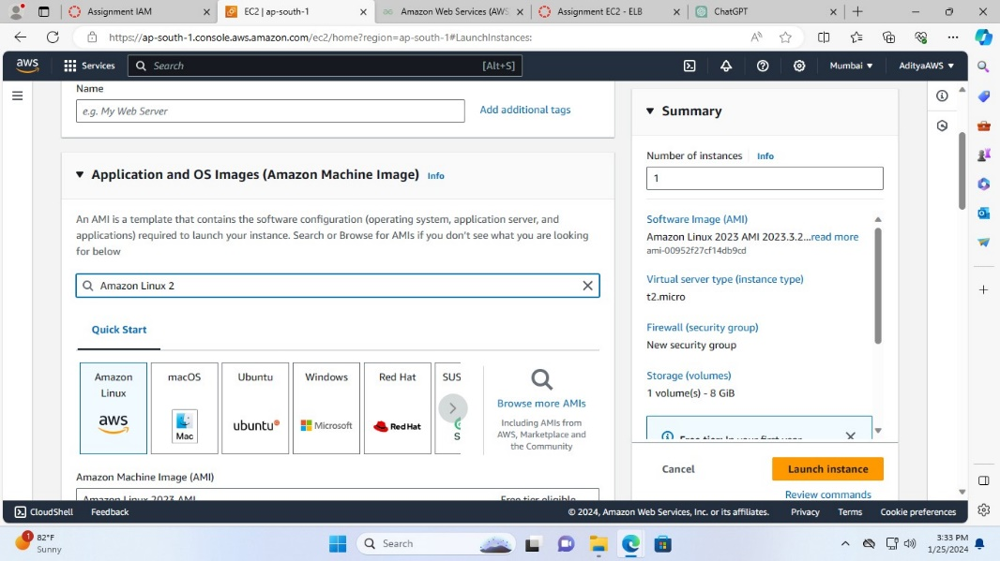 Assignment IAM
EC2 | ap-south-1
Amazon Web Services (AWS
Assignment EC2 - ELB
ChatGPT
https://ap-south-1.console.aws.amazon.com/ec2/home?region=ap-south-1#LaunchInstances:
aws
Services
Search
[Alt+S]
Mumbai
AdityaAWS
Name
e.g. My Web Server
Add additional tags
Application and OS Images (Amazon Machine Image)
Info
An AMI is a template that contains the software configuration (operating system, application server, and
applications) required to launch your instance. Search or Browse for AMIs if you don't see what you are looking
for below
Amazon Linux 2
Quick Start
Amazon
Linux
aws
macOS
Mac
Ubuntu
ubuntu
Windows
Microsoft
Red Hat
Red Hat
SUS
S
Browse more AMIs
Including AMIs from
AWS, Marketplace and
the Community
Amazon Machine Image (AMI)
Amazon Linux 2023 AMI
Free tier eligible
Summary
Number of instances
Info
1
Software Image (AMI)
Amazon Linux 2023 AMI 2023.3.2...read more
ami-00952f27cf14db9cd
Virtual server type (instance type)
t2.micro
Firewall (security group)
New security group
Storage (volumes)
1 volume(s) - 8 GiB
Free tier: In your first year
Cancel
Launch instance
Review commands
CloudShell
Feedback
© 2024, Amazon Web Services, Inc. or its affiliates.
Privacy
Terms
Cookie preferences
1
82°F
Sunny
Search
3:33 PM
1/25/2024